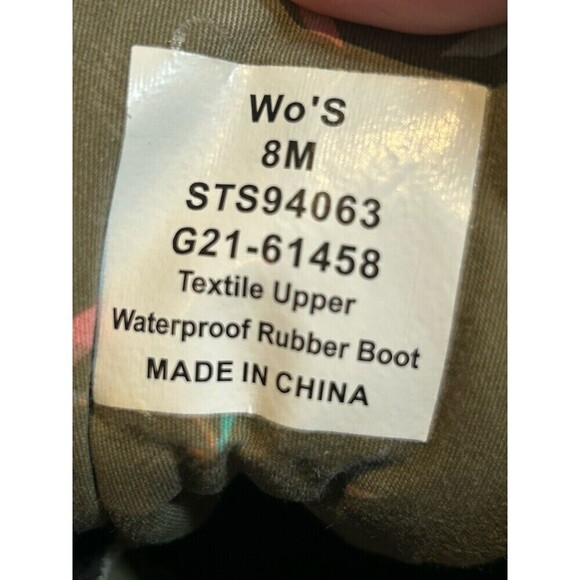 Wo'S
8M
STS94063
G21-61458
Textile Upper
Waterproof Rubber Boot
MADE IN CHINA